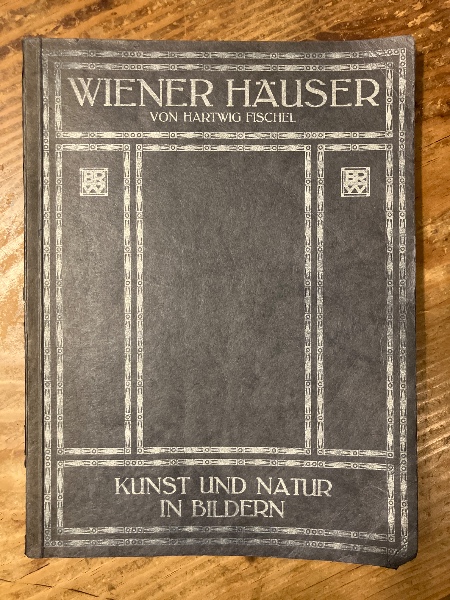 WIENER HÄUSER
VON HARTWIG FISCHEL
KUNST UND NATUR
IN BILDERN